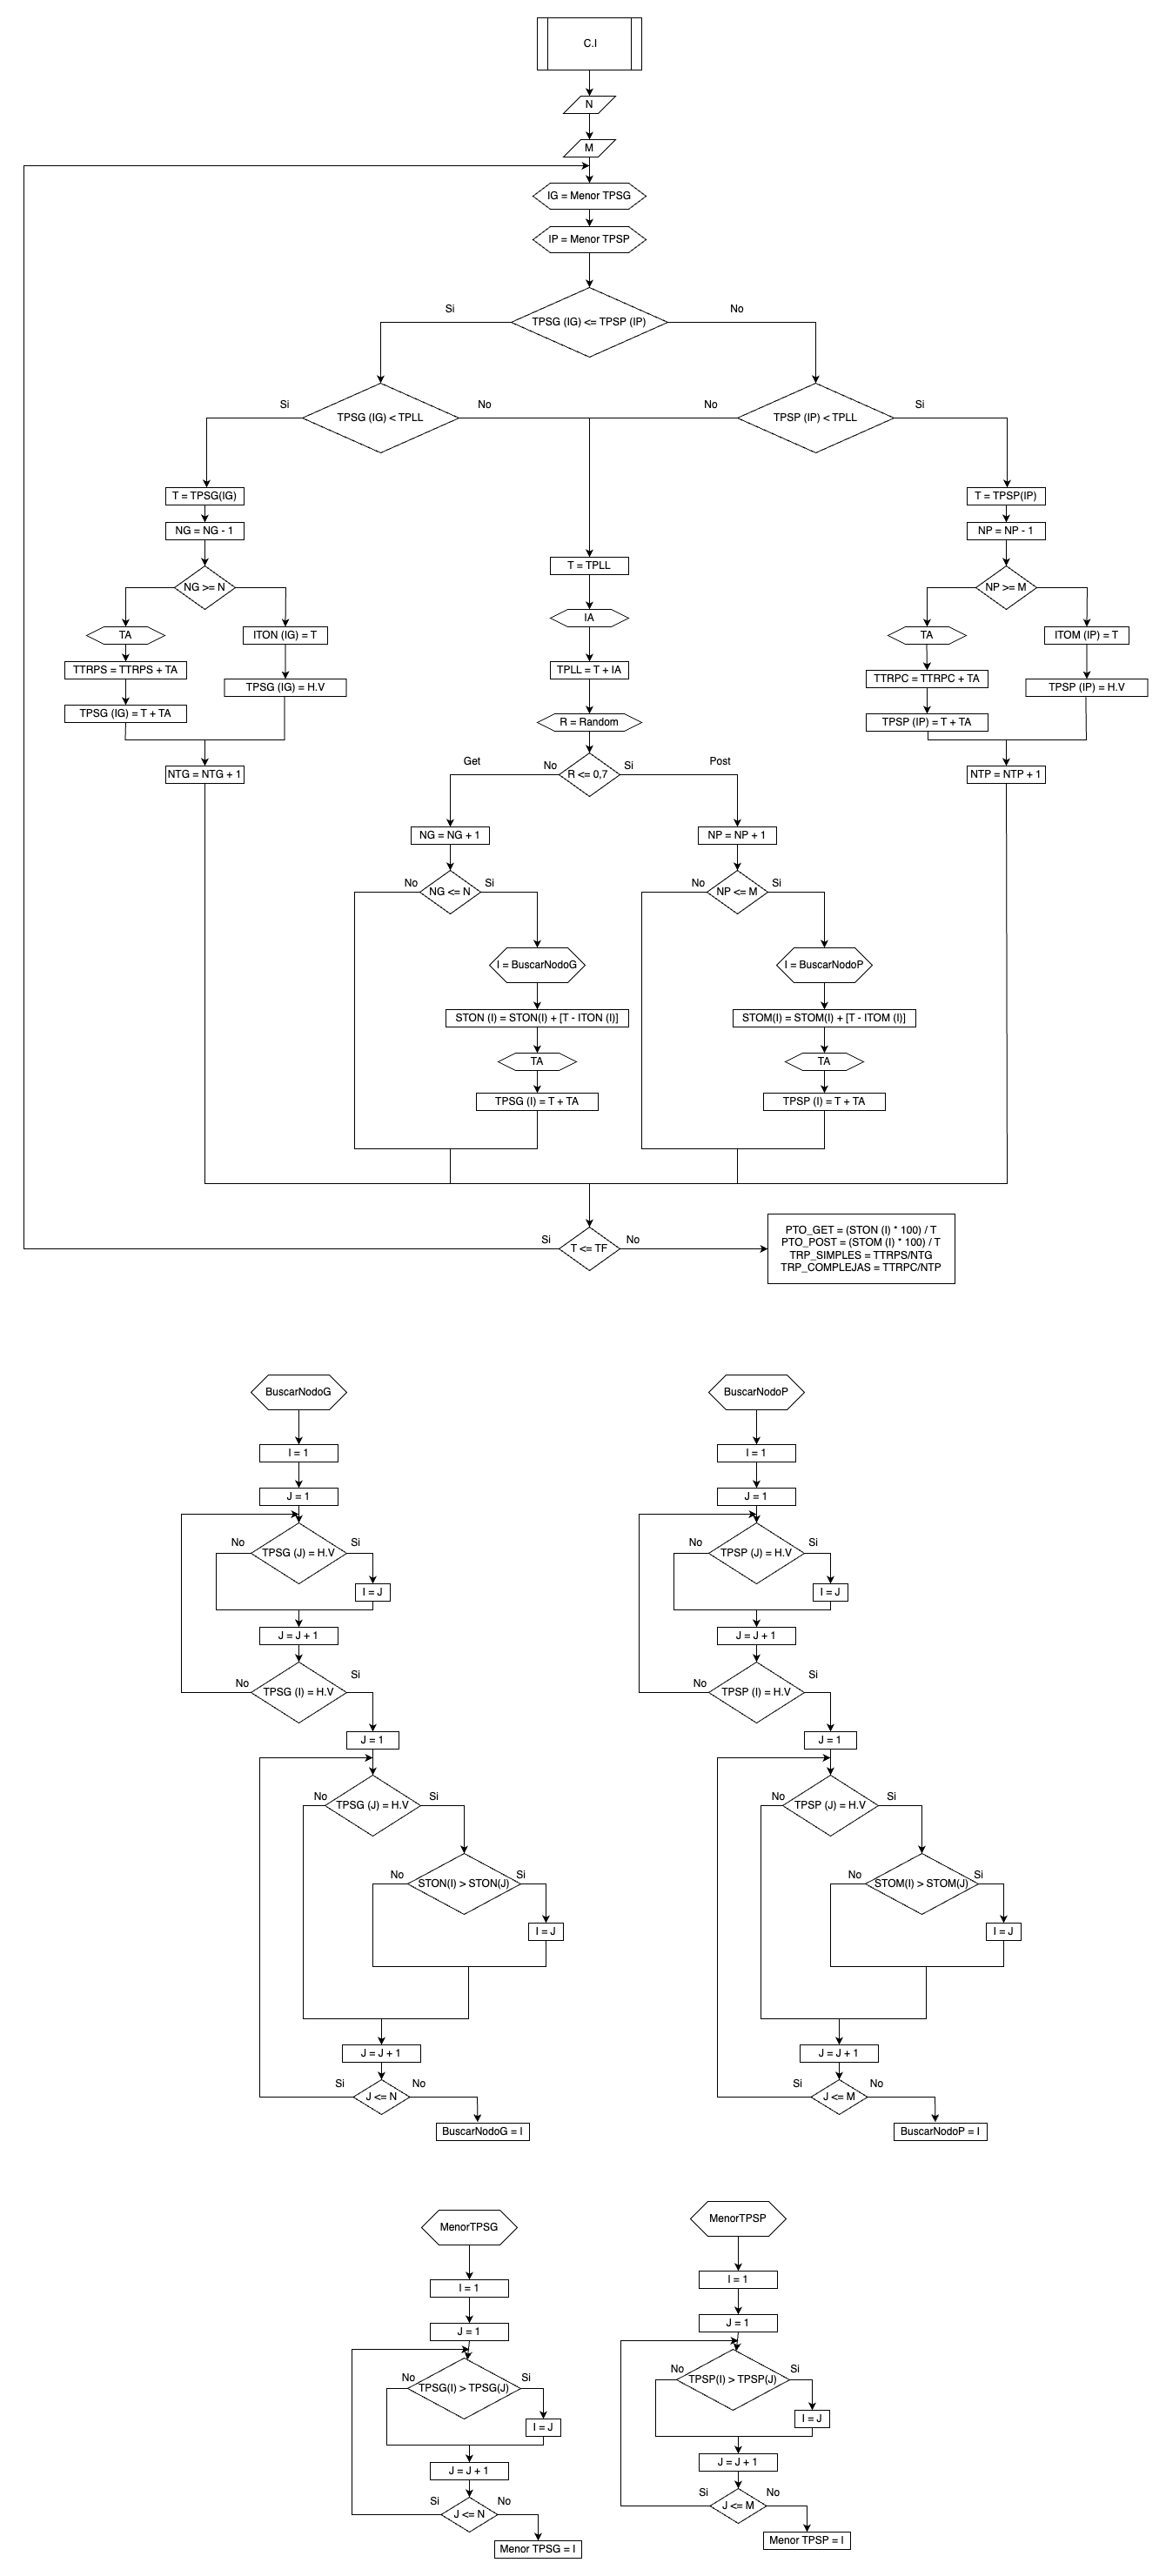 C.I
N
M
IG = Menor TPSG
IP = Menor TPSP
TPSG (IG) <= TPSP (IP)
Si
No
TPSG (IG) < TPLL
Si
No
TPSP (IP) < TPLL
No
Si
T = TPSG(IG)
NG = NG - 1
NG >= N
TA
TTRPS = TTRPS + TA
TPSG (IG) = T + TA
ITON (IG) = T
TPSG (IG) = H.V
NTG = NTG + 1
T = TPLL
IA
TPLL = T + IA
R = Random
R <= 0,7
Get
No
Si
Post
NG = NG + 1
NG <= N
No
Si
I = BuscarNodoG
STON (I) = STON(I) + [T - ITON (I)]
TA
TPSG (I) = T + TA
NP = NP + 1
NP <= M
No
Si
I = BuscarNodoP
STOM(I) = STOM(I) + [T - ITOM (I)]
TA
TPSP (I) = T + TA
T = TPSP(IP)
NP = NP - 1
NP >= M
TA
TTRPC = TTRPC + TA
TPSP (IP) = T + TA
ITOM (IP) = T
TPSP (IP) = H.V
NTP = NTP + 1
T <= TF
Si
No
PTO_GET = (STON (I) * 100) / T
PTO_POST = (STOM (I) * 100) / T
TRP_SIMPLES = TTRPS/NTG
TRP_COMPLEJAS = TTRPC/NTP
BuscarNodoG
I = 1
J = 1
No
TPSG (J) = H.V
Si
I = J
J = J + 1
No
TPSG (I) = H.V
Si
J = 1
No
TPSG (J) = H.V
Si
No
STON(I) > STON(J)
Si
I = J
J = J + 1
Si
J <= N
No
BuscarNodoG = I
BuscarNodoP
I = 1
J = 1
No
TPSP (J) = H.V
Si
I = J
J = J + 1
No
TPSP (I) = H.V
Si
J = 1
No
TPSP (J) = H.V
Si
No
STOM(I) > STOM(J)
Si
I = J
J = J + 1
Si
J <= M
No
BuscarNodoP = I
MenorTPSG
I = 1
J = 1
No
TPSG(I) > TPSG(J)
Si
I = J
J = J + 1
Si
J <= N
No
Menor TPSG = I
MenorTPSP
I = 1
J = 1
No
TPSP(I) > TPSP(J)
Si
I = J
J = J + 1
Si
J <= M
No
Menor TPSP = I